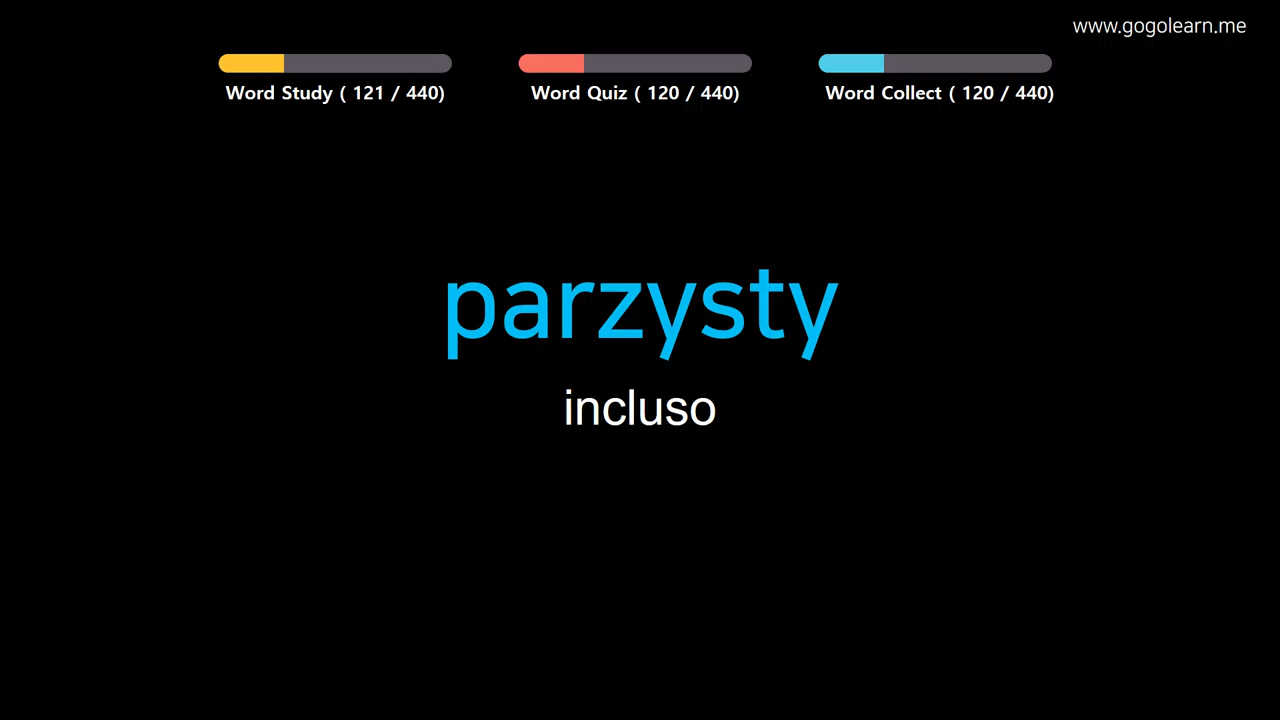 www.gogolearn.me
Word Study ( 121 / 440)
Word Quiz ( 120 / 440)
Word Collect ( 120 / 440)
parzysty
incluso